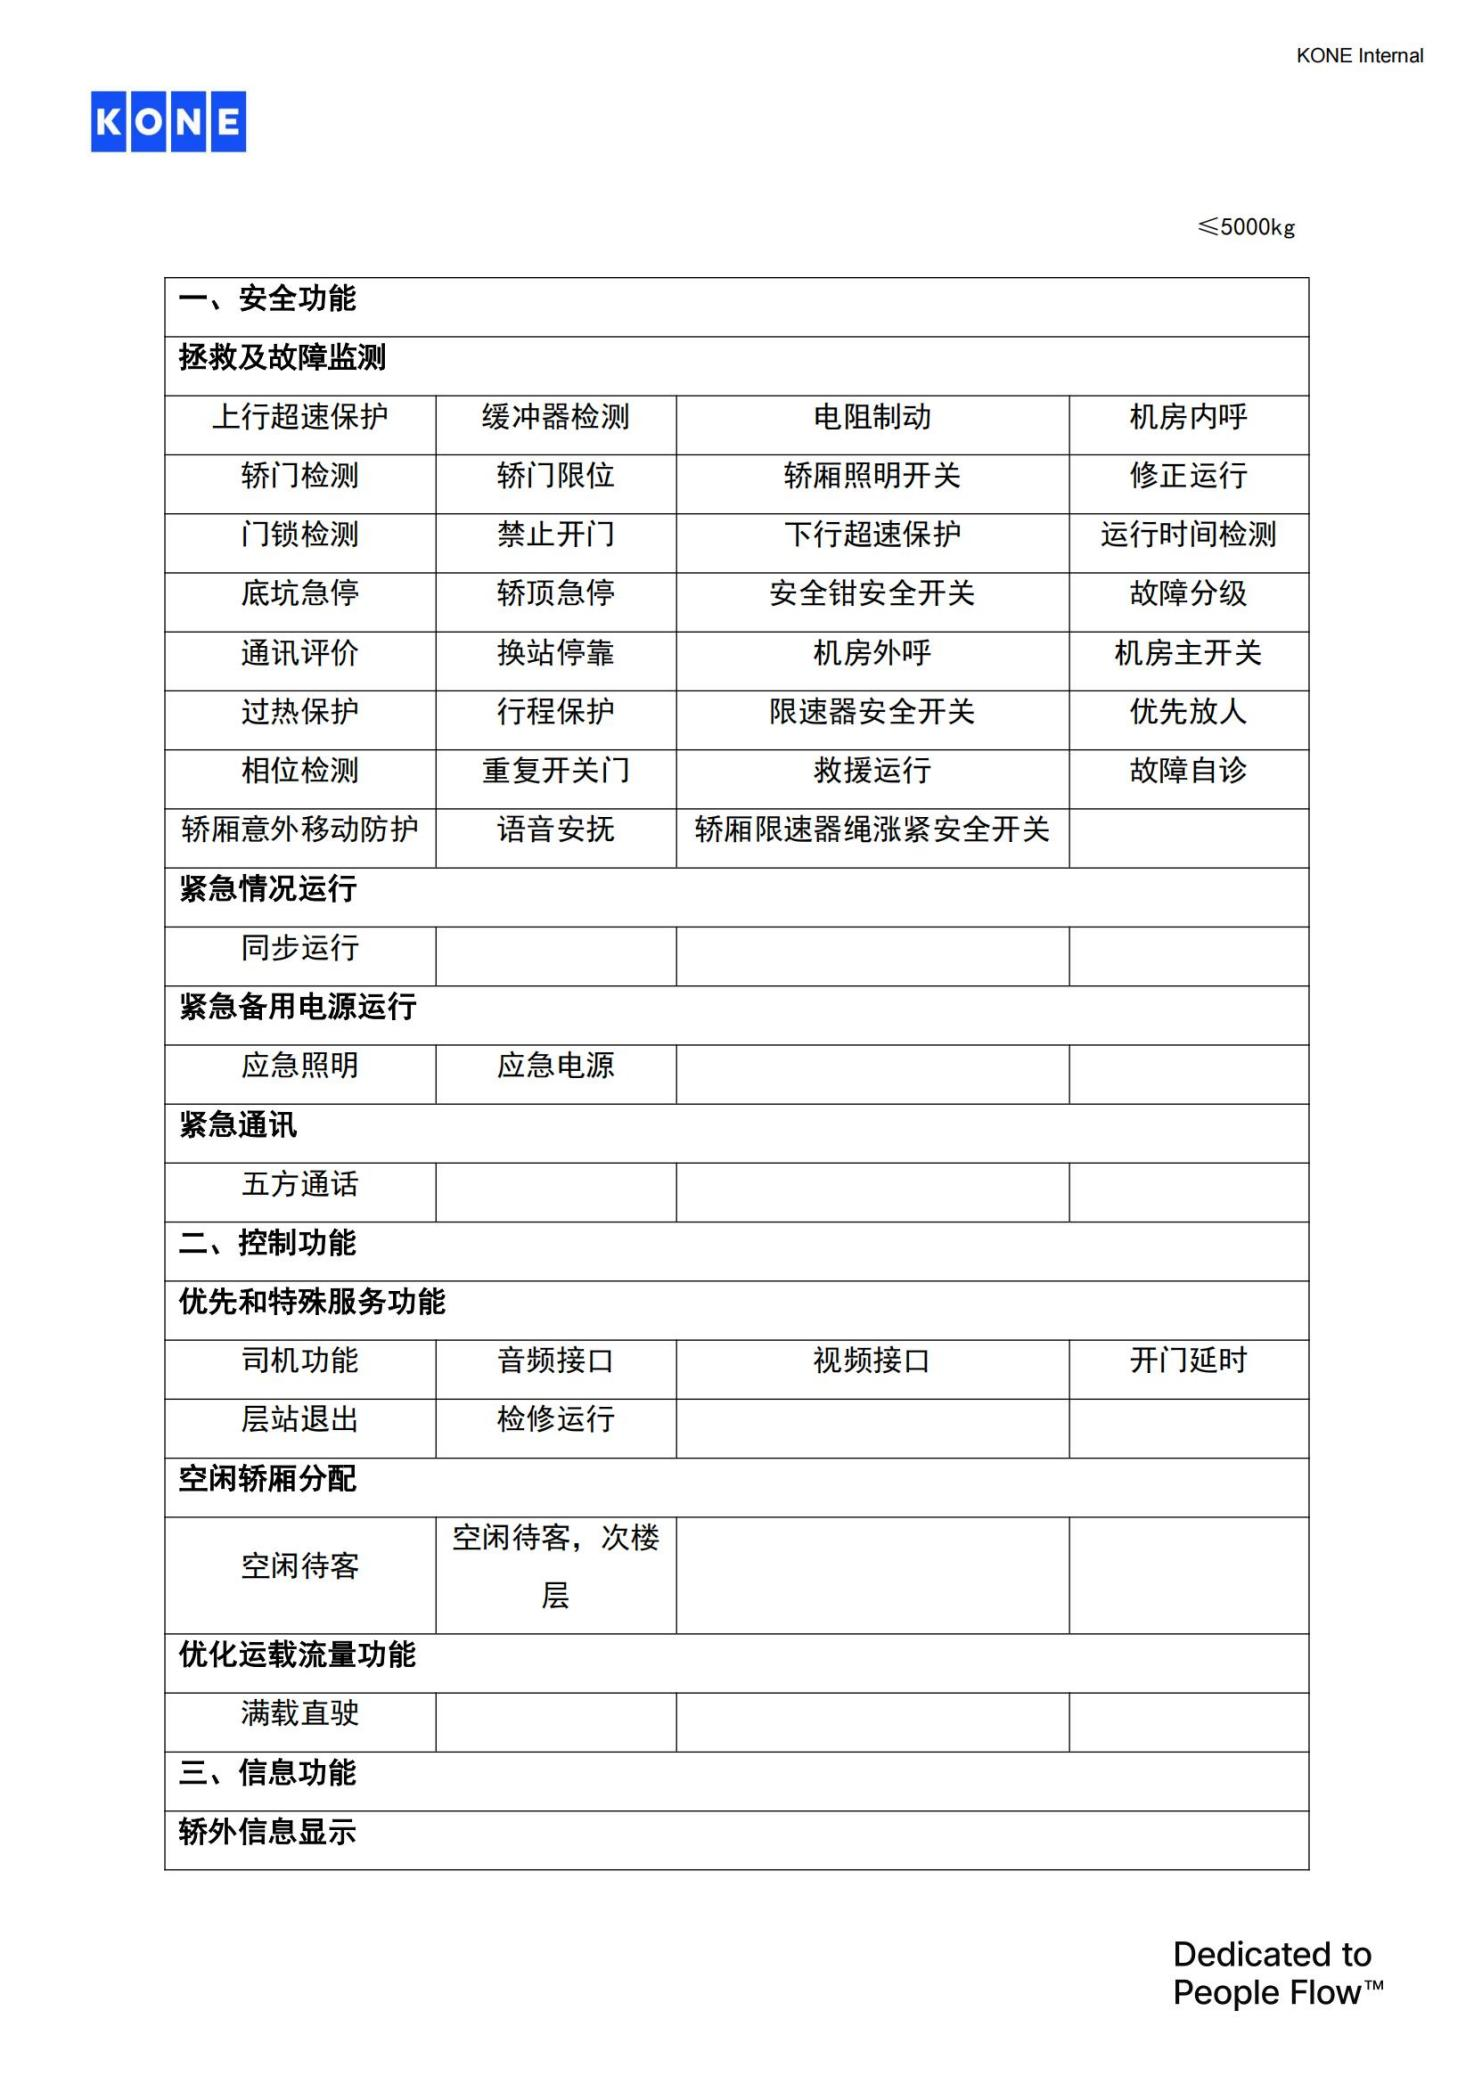 KONE Internal
KONE
≤5000kg
一、安全功能
拯救及故障监测
上行超速保护 缓冲器检测 电阻制动 机房内呼
轿门检测 轿门限位 轿厢照明开关 修正运行
门锁检测 禁止开门 下行超速保护 运行时间检测
底坑急停 轿顶急停 安全钳安全开关 故障分级
通讯评价 换站停靠 机房外呼 机房主开关
过热保护 行程保护 限速器安全开关 优先放人
相位检测 重复开关门 救援运行 故障自诊
轿厢意外移动防护 语音安抚 轿厢限速器绳涨紧安全开关
紧急情况运行
同步运行
紧急备用电源运行
应急照明 应急电源
紧急通讯
五方通话
二、控制功能
优先和特殊服务功能
司机功能 音频接口 视频接口 开门延时
层站退出 检修运行
空闲轿厢分配
空闲待客 空闲待客，次楼
层
优化运载流量功能
满载直驶
三、信息功能
轿外信息显示
Dedicated to
People Flow™